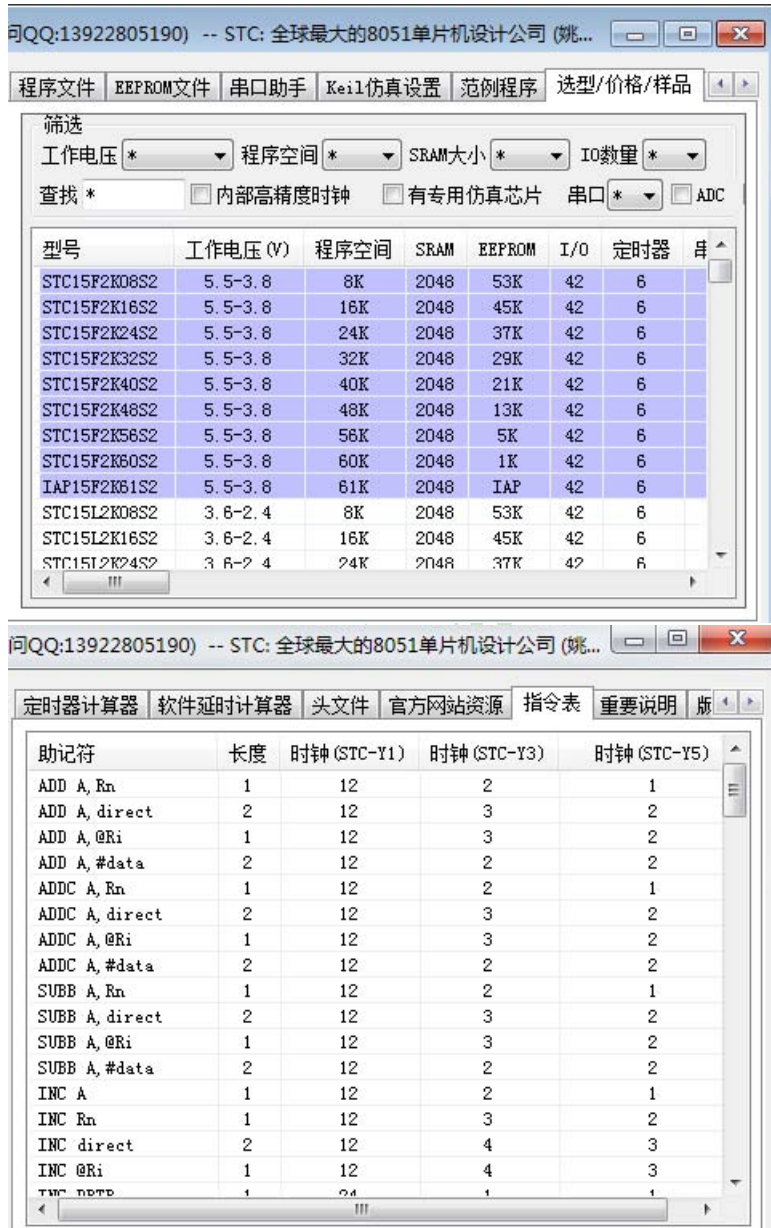 问QQ:13922805190) -- STC: 全球最大的8051单片机设计公司 (姚...
程序文件 EEPROM文件 串口助手 Keil仿真设置 范例程序 选型/价格/样品
筛选
工作电压 * 程序空间 * SRAM大小 * IO数量 *
查找 * 内部高精度时钟 有专用仿真芯片 串口 * ADC
型号 工作电压(V) 程序空间 SRAM EEPROM I/O 定时器 串
STC15F2K08S2 5.5-3.8 8K 2048 53K 42 6
STC15F2K16S2 5.5-3.8 16K 2048 45K 42 6
STC15F2K24S2 5.5-3.8 24K 2048 37K 42 6
STC15F2K32S2 5.5-3.8 32K 2048 29K 42 6
STC15F2K40S2 5.5-3.8 40K 2048 21K 42 6
STC15F2K48S2 5.5-3.8 48K 2048 13K 42 6
STC15F2K56S2 5.5-3.8 56K 2048 5K 42 6
STC15F2K60S2 5.5-3.8 60K 2048 1K 42 6
IAP15F2K61S2 5.5-3.8 61K 2048 IAP 42 6
STC15L2K08S2 3.6-2.4 8K 2048 53K 42 6
STC15L2K16S2 3.6-2.4 16K 2048 45K 42 6
STC15L2K24S2 3.6-2.4 24K 2048 37K 42 6
问QQ:13922805190) -- STC: 全球最大的8051单片机设计公司 (姚...
定时器计算器 软件延时计算器 头文件 官方网站资源 指令表 重要说明 版
助记符 长度 时钟(STC-Y1) 时钟(STC-Y3) 时钟(STC-Y5)
ADD A,Rn 1 12 2 1
ADD A,direct 2 12 3 2
ADD A,@Ri 1 12 3 2
ADD A,#data 2 12 2 2
ADDC A,Rn 1 12 2 1
ADDC A,direct 2 12 3 2
ADDC A,@Ri 1 12 3 2
ADDC A,#data 2 12 2 2
SUBB A,Rn 1 12 2 1
SUBB A,direct 2 12 3 2
SUBB A,@Ri 1 12 3 2
SUBB A,#data 2 12 2 2
INC A 1 12 2 1
INC Rn 1 12 3 2
INC direct 2 12 4 3
INC @Ri 1 12 4 3
INC DPTR 1 24 1 1